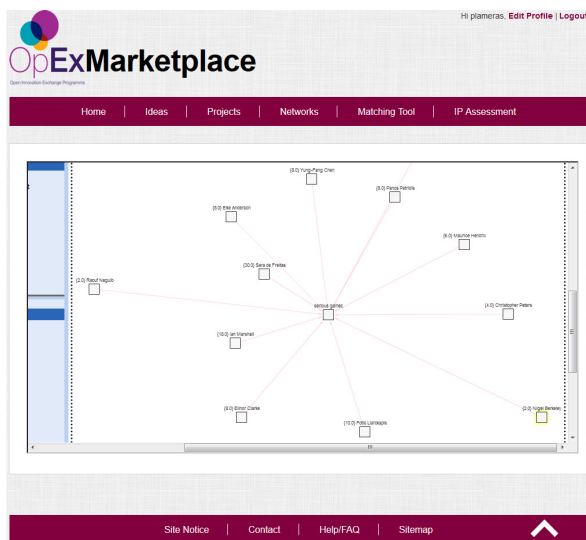 Hi plameras, Edit Profile | Logout
OpExMarketplace
Open Innovation Exchange Programme
Home | Ideas | Projects | Networks | Matching Tool | IP Assessment
(8.0) Yung-Fang Chen
(8.0) Panos Petridis
(8.0) Eike Anderson
(6.0) Maurice Hendrix
(30.0) Sara de Freitas
(2.0) Raouf Naguib
serious games
(4.0) Christopher Peters
(18.0) Ian Marshall
(8.0) Elinor Clarke
(2.0) Nigel Berkeley
(10.0) Fotis Liarokapis
Site Notice | Contact | Help/FAQ | Sitemap